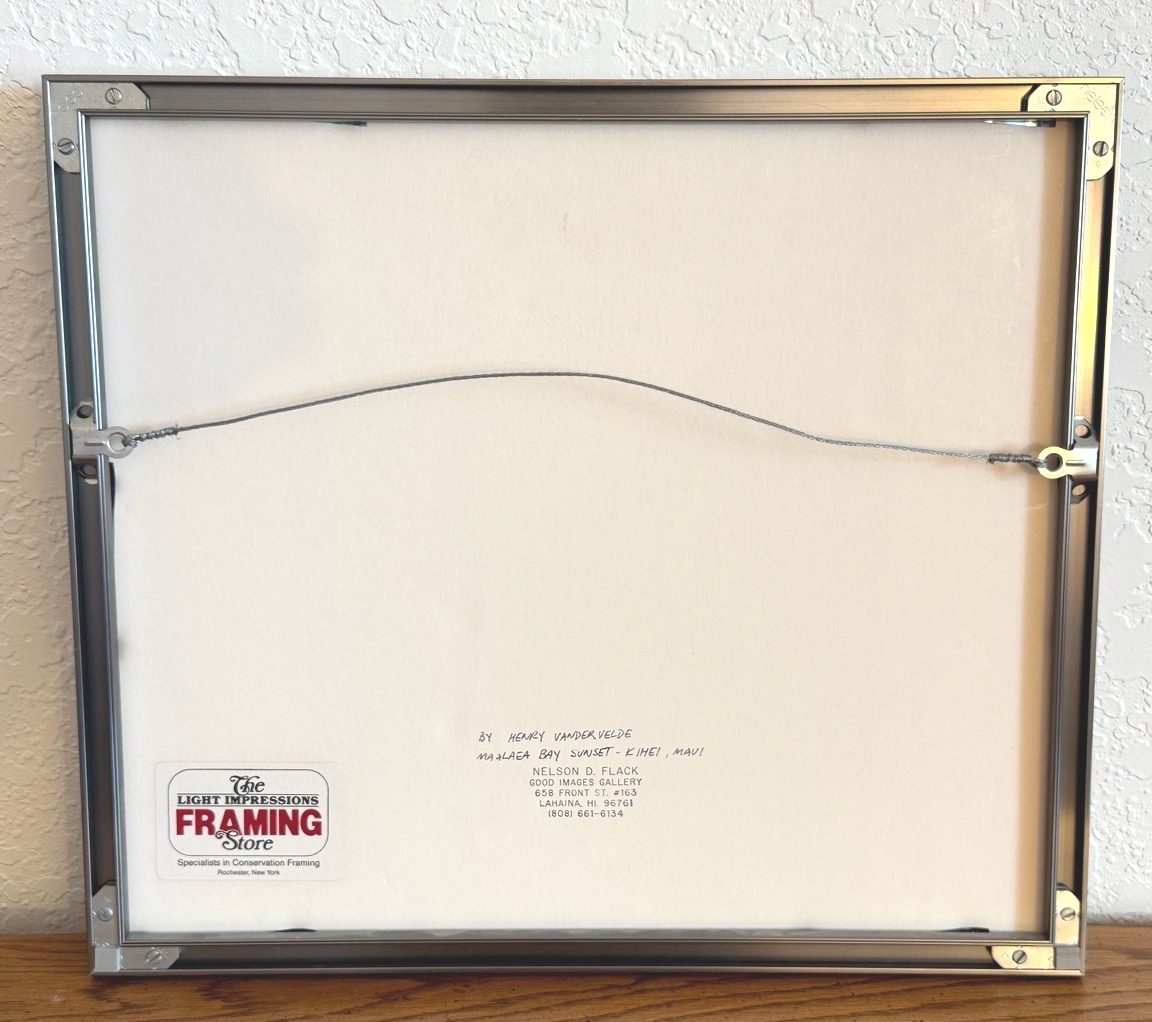 BY HENRY VANDERVELDE
MAALAEA BAY SUNSET - KIHEI, MAUI
NELSON D. FLACK
GOOD IMAGES GALLERY
658 FRONT ST. #163
LAHAINA, HI. 96761
(808) 661-6134
The
LIGHT IMPRESSIONS
FRAMING
Store
Specialists in Conservation Framing
Rochester, New York